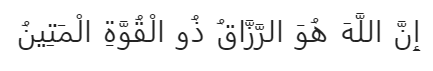 إِنَّ اللَّهَ هُوَ الرَّزَّاقُ ذُو الْقُوَّةِ الْمَتِينُ